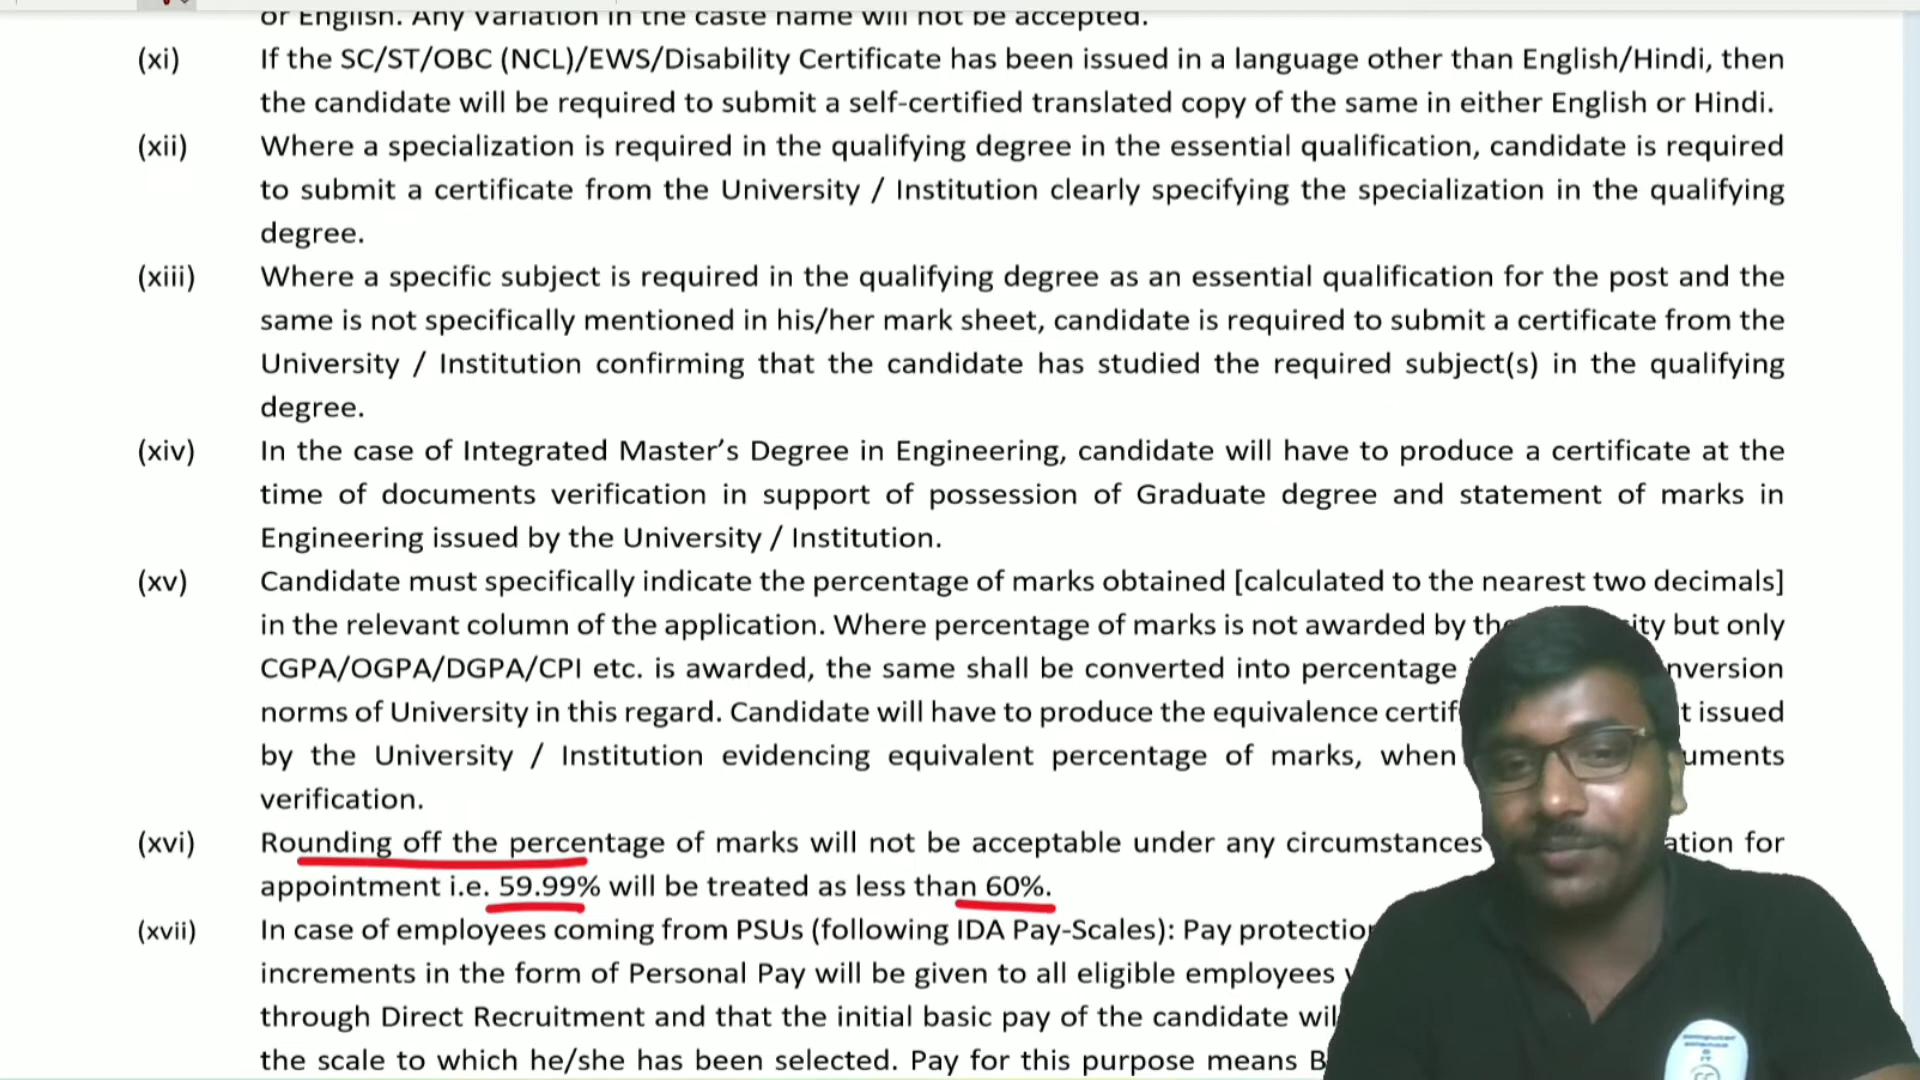 or English. Any variation in the caste name will not be accepted.
(xi) If the SC/ST/OBC (NCL)/EWS/Disability Certificate has been issued in a language other than English/Hindi, then
the candidate will be required to submit a self-certified translated copy of the same in either English or Hindi.
(xii) Where a specialization is required in the qualifying degree in the essential qualification, candidate is required
to submit a certificate from the University / Institution clearly specifying the specialization in the qualifying
degree.
(xiii) Where a specific subject is required in the qualifying degree as an essential qualification for the post and the
same is not specifically mentioned in his/her mark sheet, candidate is required to submit a certificate from the
University / Institution confirming that the candidate has studied the required subject(s) in the qualifying
degree.
(xiv) In the case of Integrated Master’s Degree in Engineering, candidate will have to produce a certificate at the
time of documents verification in support of possession of Graduate degree and statement of marks in
Engineering issued by the University / Institution.
(xv) Candidate must specifically indicate the percentage of marks obtained [calculated to the nearest two decimals]
in the relevant column of the application. Where percentage of marks is not awarded by the ity but only
CGPA/OGPA/DGPA/CPI etc. is awarded, the same shall be converted into percentage nversion
norms of University in this regard. Candidate will have to produce the equivalence certif t issued
by the University / Institution evidencing equivalent percentage of marks, when uments
verification.
(xvi) Rounding off the percentage of marks will not be acceptable under any circumstances ation for
appointment i.e. 59.99% will be treated as less than 60%.
(xvii) In case of employees coming from PSUs (following IDA Pay-Scales): Pay protection
increments in the form of Personal Pay will be given to all eligible employees
through Direct Recruitment and that the initial basic pay of the candidate wil
the scale to which he/she has been selected. Pay for this purpose means B